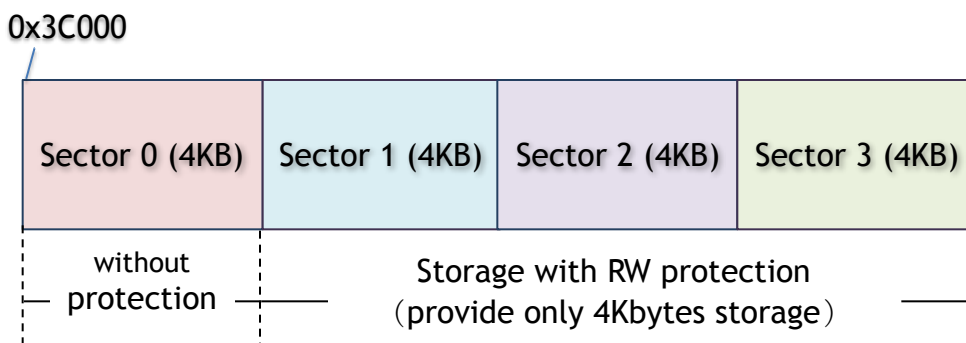 0x3C000
Sector 0 (4KB)
Sector 1 (4KB)
Sector 2 (4KB)
Sector 3 (4KB)
without
protection
Storage with RW protection
（provide only 4Kbytes storage）